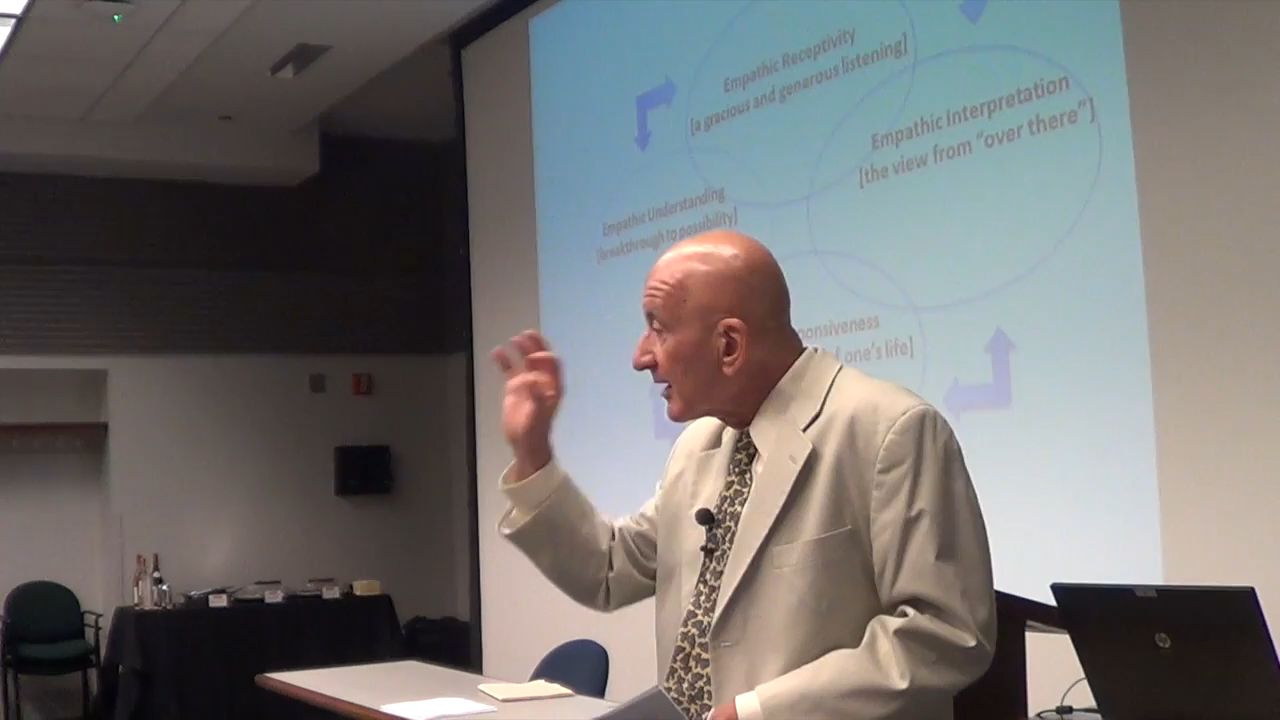 Empathic Receptivity
[a gracious and generous listening]
Empathic Interpretation
[the view from "over there"]
Empathic Understanding
[breakthrough to possibility]
onsiveness
of one's life]